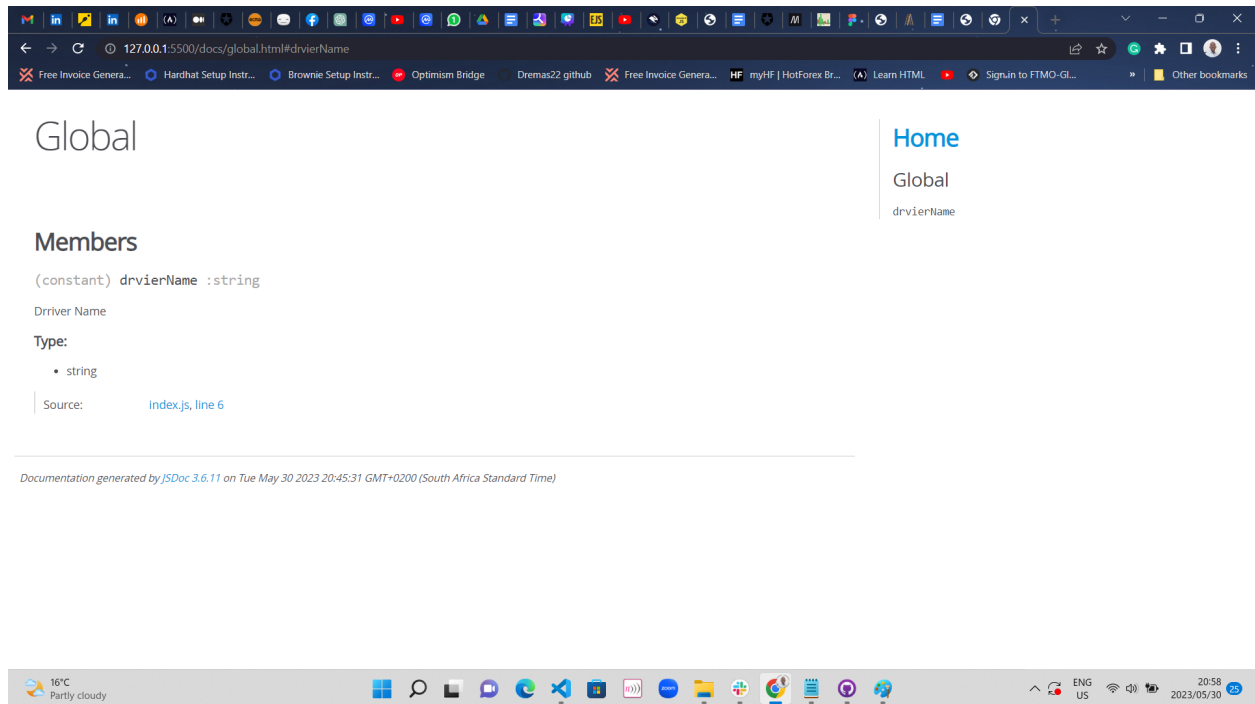 127.0.0.1:5500/docs/global.html#drvierName
Free Invoice Genera...
Hardhat Setup Instr...
Brownie Setup Instr...
Optimism Bridge
Dremas22 github
Free Invoice Genera...
HF myHF | HotForex Br...
Learn HTML
Sign in to FTMO-Gl...
»
Other bookmarks
Global
Members
(constant) drvierName :string
Drriver Name
Type:
• string
Source: index.js, line 6
Documentation generated by JSDoc 3.6.11 on Tue May 30 2023 20:45:31 GMT+0200 (South Africa Standard Time)
Home
Global
drvierName
16°C
Partly cloudy
zoom
ENG
US
20:58
2023/05/30
25